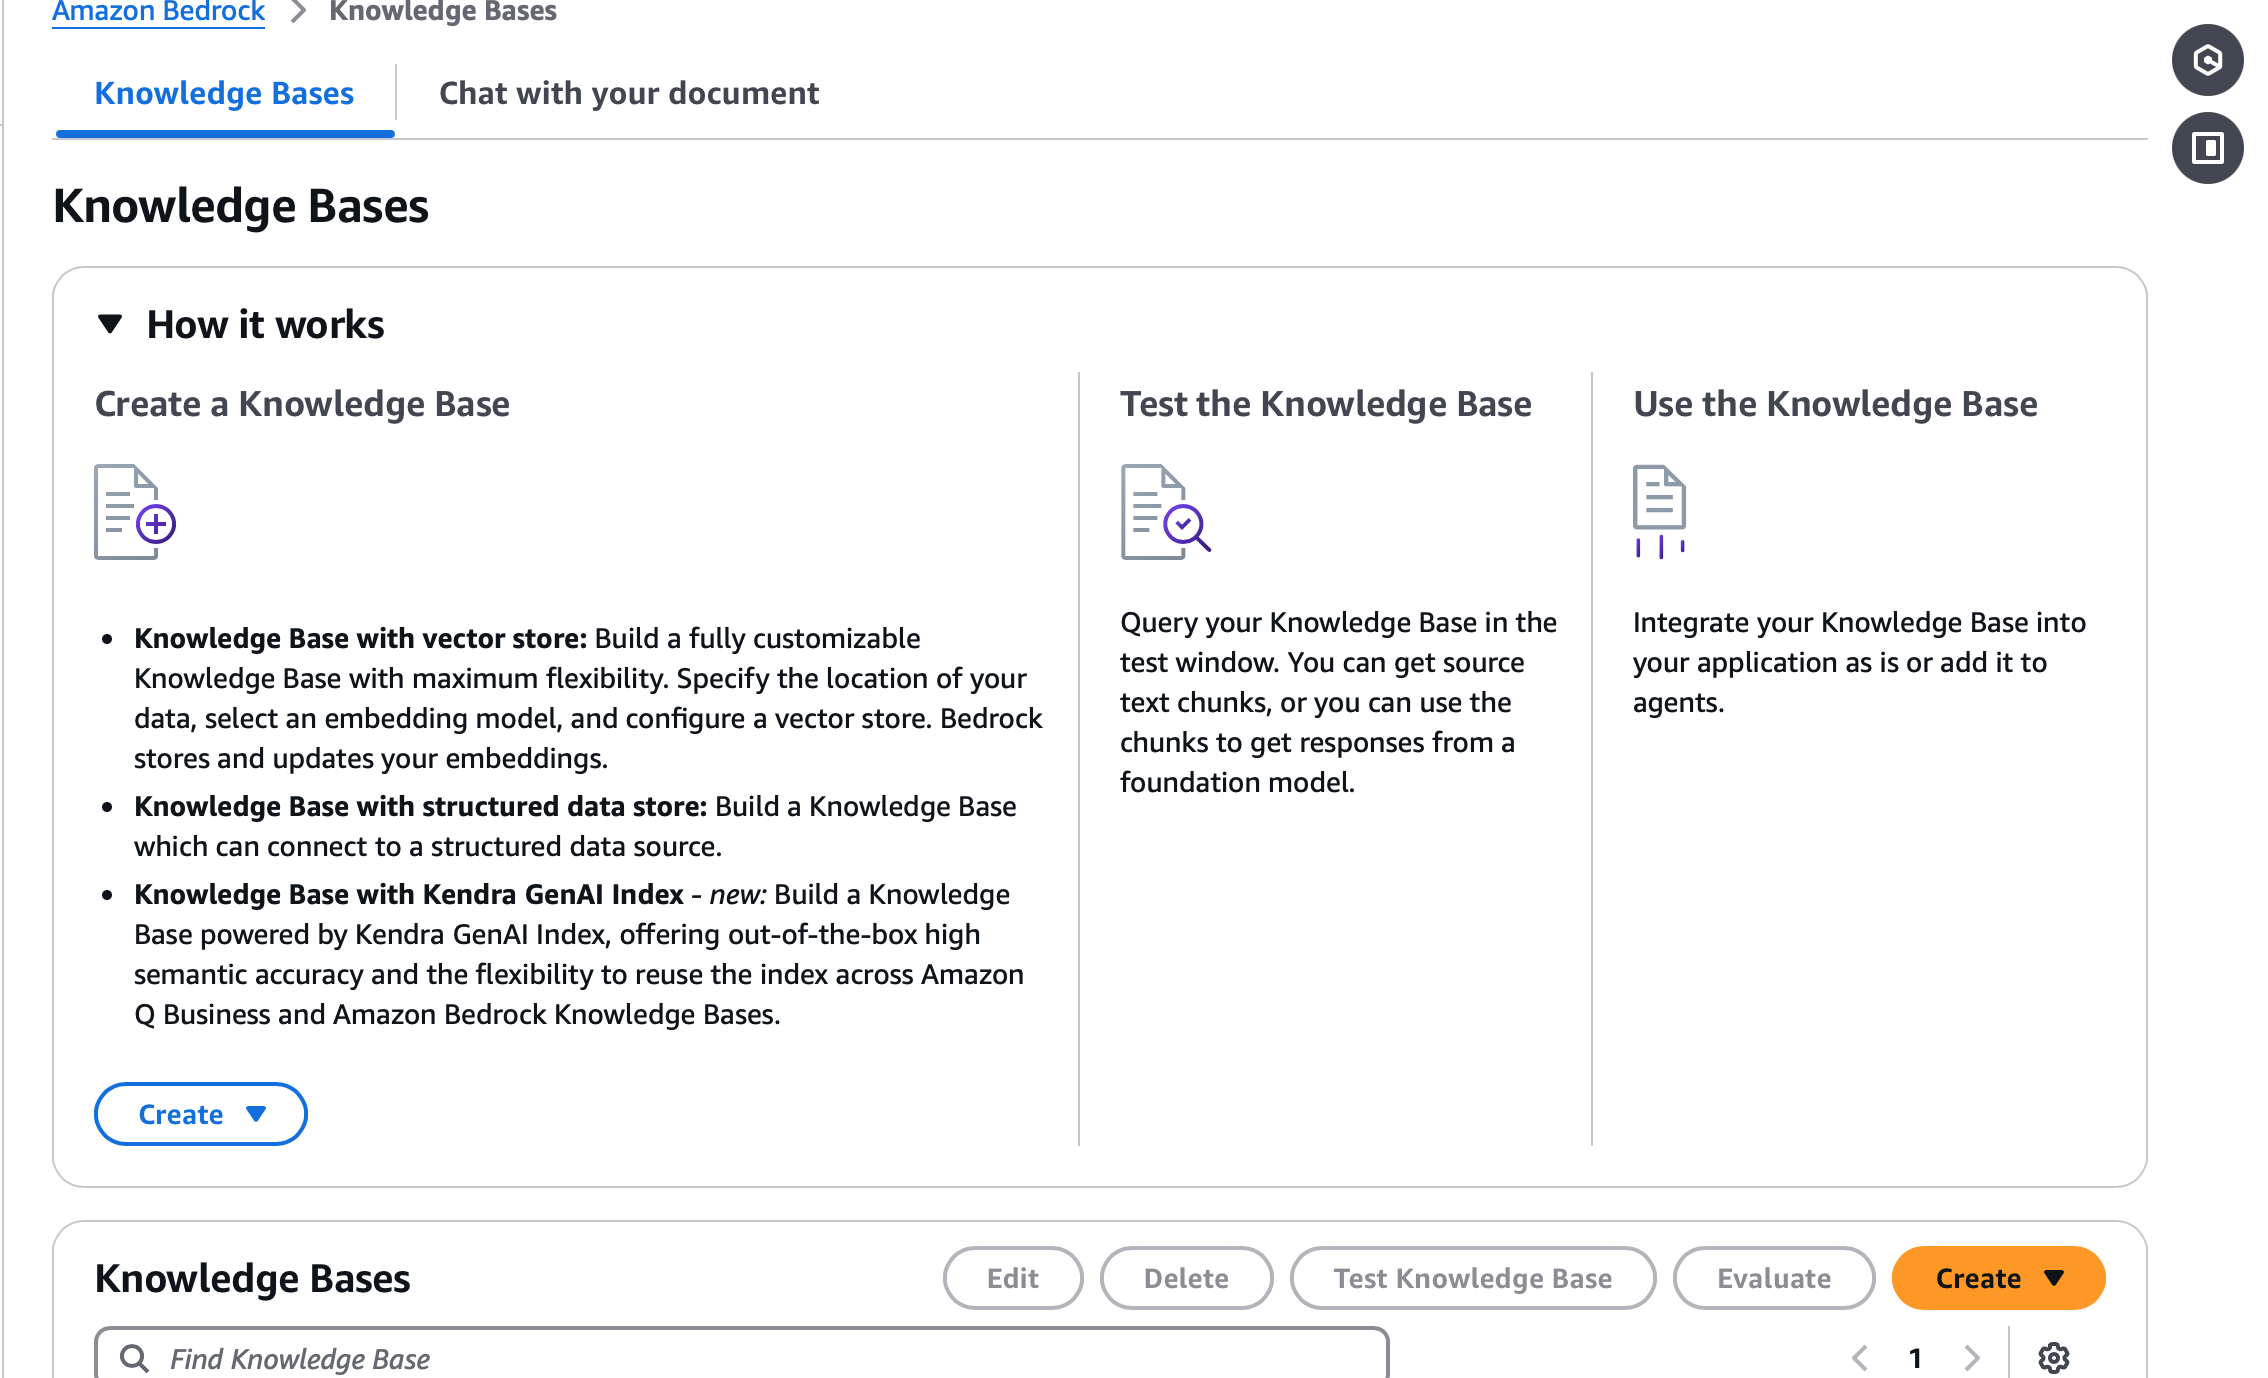 Amazon Bedrock > Knowledge Bases
Knowledge Bases
Chat with your document
Knowledge Bases
How it works
Create a Knowledge Base
Knowledge Base with vector store: Build a fully customizable
Knowledge Base with maximum flexibility. Specify the location of your
data, select an embedding model, and configure a vector store. Bedrock
stores and updates your embeddings.
Knowledge Base with structured data store: Build a Knowledge Base
which can connect to a structured data source.
Knowledge Base with Kendra GenAI Index - new: Build a Knowledge
Base powered by Kendra GenAI Index, offering out-of-the-box high
semantic accuracy and the flexibility to reuse the index across Amazon
Q Business and Amazon Bedrock Knowledge Bases.
Create
Test the Knowledge Base
Query your Knowledge Base in the
test window. You can get source
text chunks, or you can use the
chunks to get responses from a
foundation model.
Use the Knowledge Base
Integrate your Knowledge Base into
your application as is or add it to
agents.
Knowledge Bases
Edit
Delete
Test Knowledge Base
Evaluate
Create
Find Knowledge Base
1